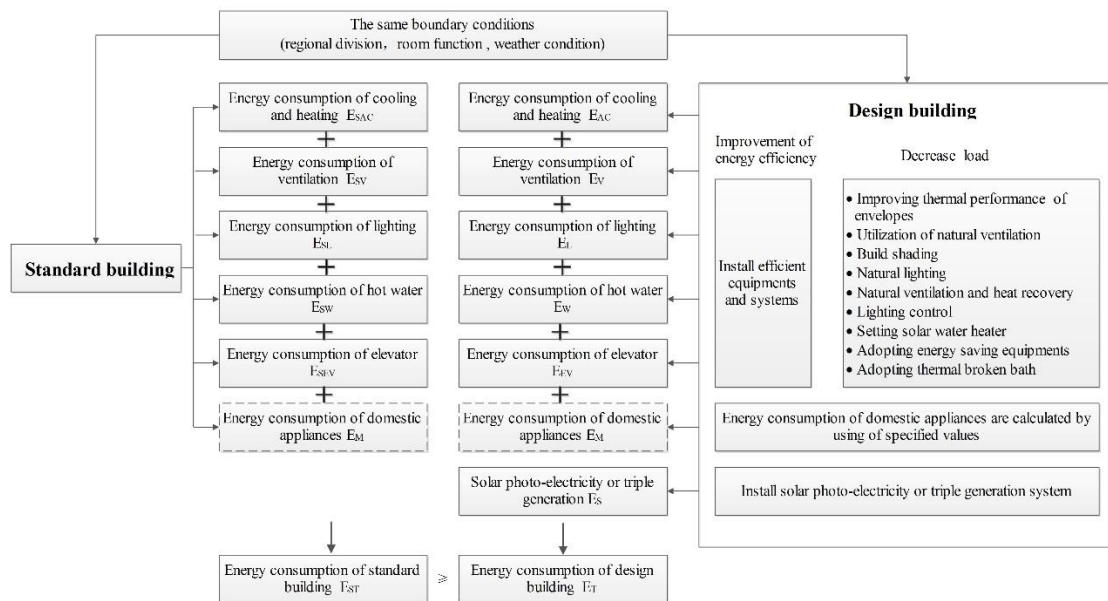 The same boundary conditions
(regional division，room function , weather condition)
Standard building
Energy consumption of cooling
and heating ESAC
+
Energy consumption of
ventilation ESV
+
Energy consumption of lighting
ESL
+
Energy consumption of hot water
ESW
+
Energy consumption of elevator
ESEV
+
Energy consumption of domestic
appliances EM
Energy consumption of standard
building EST
⩾
Energy consumption of cooling
and heating EAC
+
Energy consumption of
ventilation EV
+
Energy consumption of lighting
EL
+
Energy consumption of hot water
EW
+
Energy consumption of elevator
EEV
+
Energy consumption of domestic
appliances EM
Solar photo-electricity or triple
generation ES
Energy consumption of design
building ET
Design building
Improvement of
energy efficiency
Install efficient
equipments
and systems
Decrease load
• Improving thermal performance of
envelopes
• Utilization of natural ventilation
• Build shading
• Natural lighting
• Natural ventilation and heat recovery
• Lighting control
• Setting solar water heater
• Adopting energy saving equipments
• Adopting thermal broken bath
Energy consumption of domestic appliances are calculated by
using of specified values
Install solar photo-electricity or triple generation system